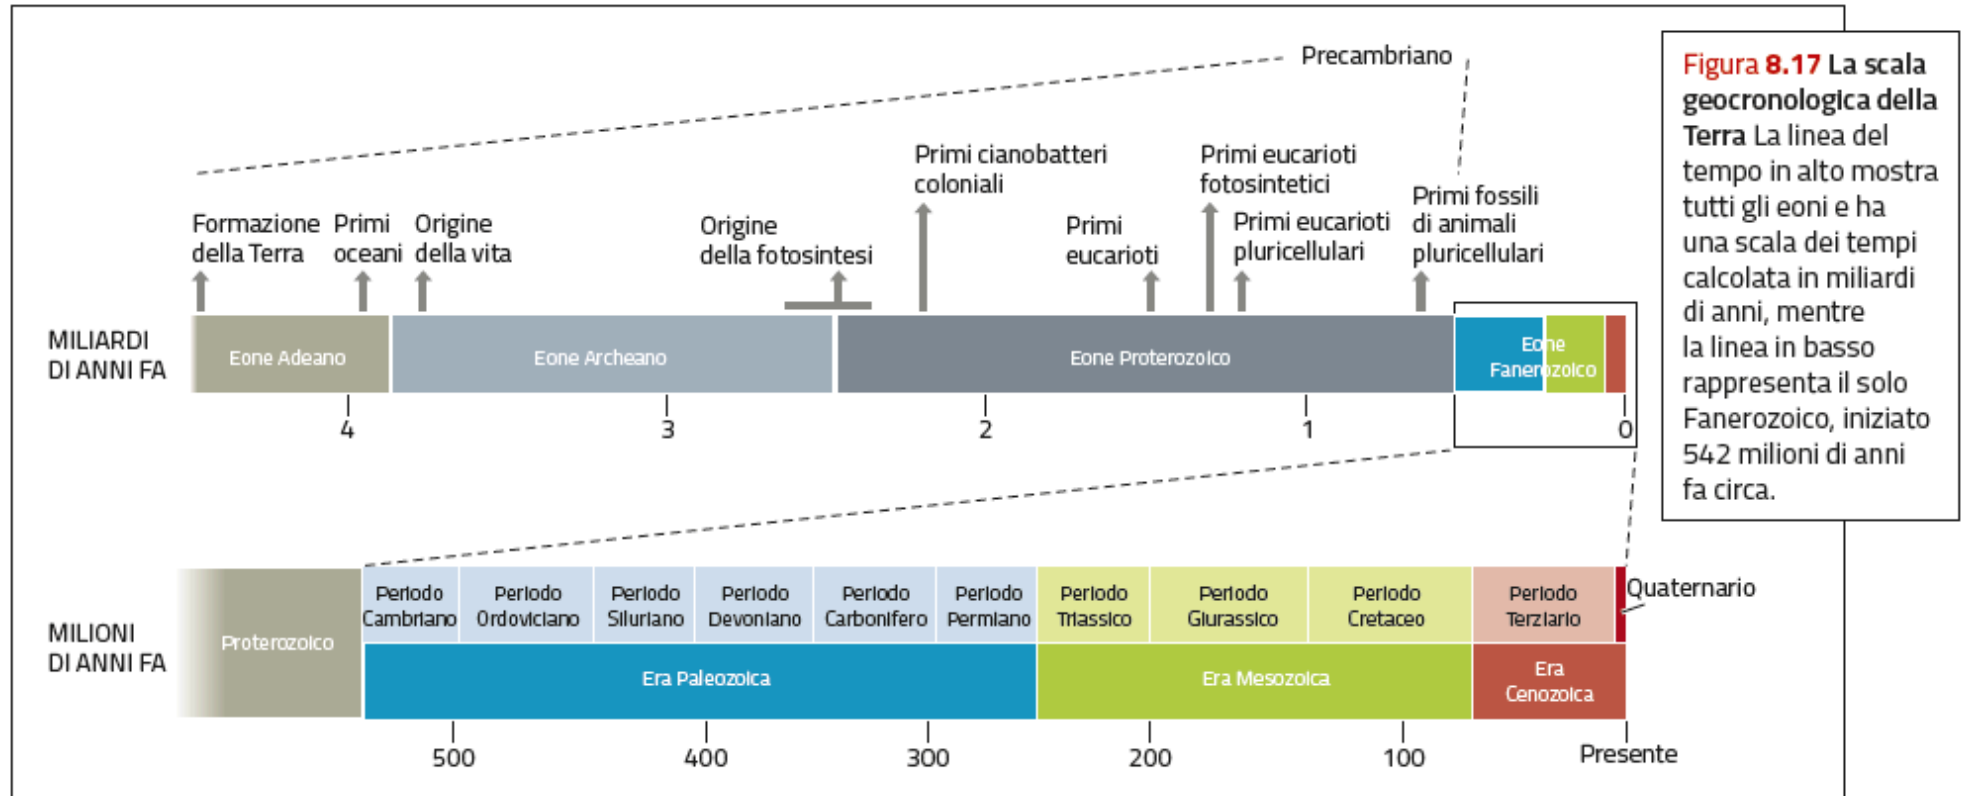 Precambriano
Primi cianobatteri
coloniali
Primi eucarioti
fotosintetici
Primi fossili
di animali
pluricellulari
Formazione
della Terra
Primi
oceani
Origine
della vita
Origine
della fotosintesi
Primi
eucarioti
Primi eucarioti
pluricellulari
MILIARDI
DI ANNI FA
Eone Adeano
Eone Archeano
Eone Proterozoico
Eone
Fanerozoico
4
3
2
1
0
Figura 8.17 La scala
geocronologica della
Terra La linea del
tempo in alto mostra
tutti gli eoni e ha
una scala dei tempi
calcolata in miliardi
di anni, mentre
la linea in basso
rappresenta il solo
Fanerozoico, iniziato
542 milioni di anni
fa circa.
MILIONI
DI ANNI FA
Proterozoico
Periodo
Cambriano
Periodo
Ordoviciano
Periodo
Siluriano
Periodo
Devoniano
Periodo
Carbonifero
Periodo
Permiano
Periodo
Triassico
Periodo
Giurassico
Periodo
Cretaceo
Periodo
Terziario
Quaternario
Era Paleozoica
Era Mesozoica
Era
Cenozoica
500
400
300
200
100
Presente